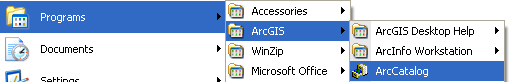 Programs
Documents
Settings
Accessories
ArcGIS
WinZip
Microsoft Office
ArcGIS Desktop Help
ArcInfo Workstation
ArcCatalog